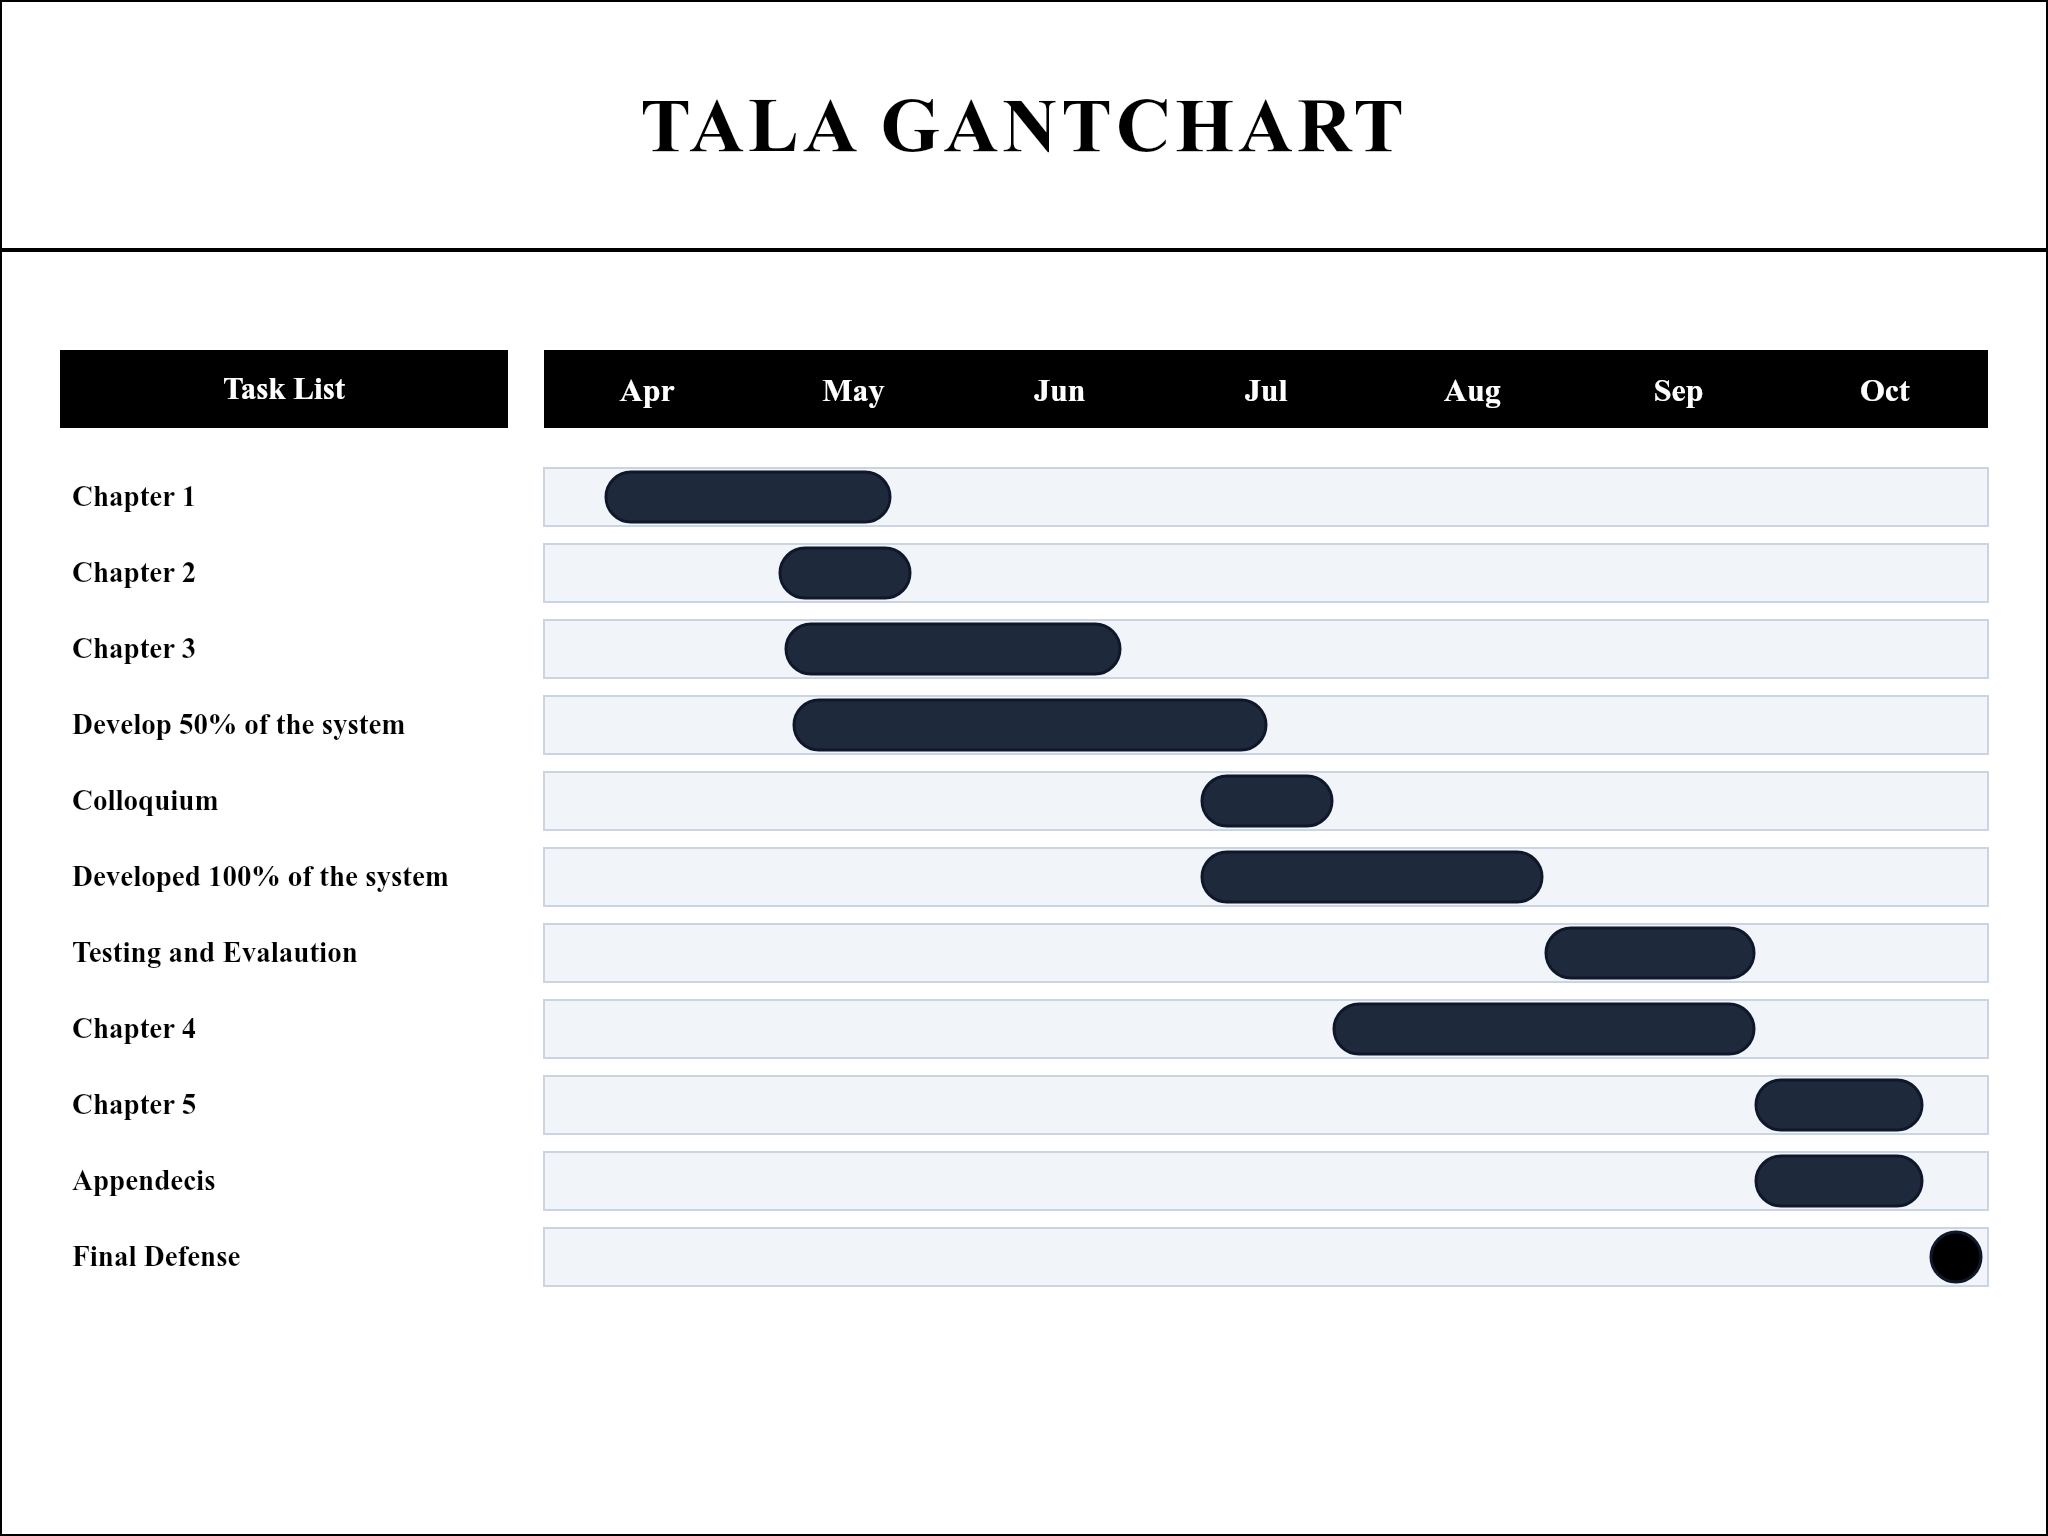 TALA GANTCHART
Task List
Apr May Jun Jul Aug Sep Oct
Chapter 1
Chapter 2
Chapter 3
Develop 50% of the system
Colloquium
Developed 100% of the system
Testing and Evalaution
Chapter 4
Chapter 5
Appendecis
Final Defense